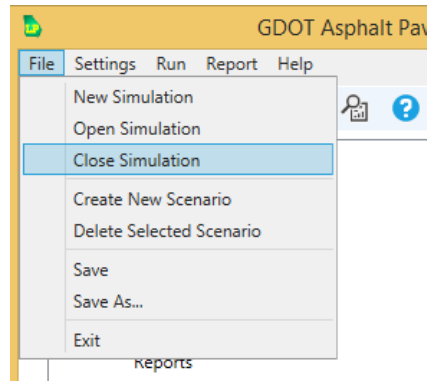 GDOT Asphalt Pav
File Settings Run Report Help
New Simulation
Open Simulation
Close Simulation
Create New Scenario
Delete Selected Scenario
Save
Save As...
Exit
Reports